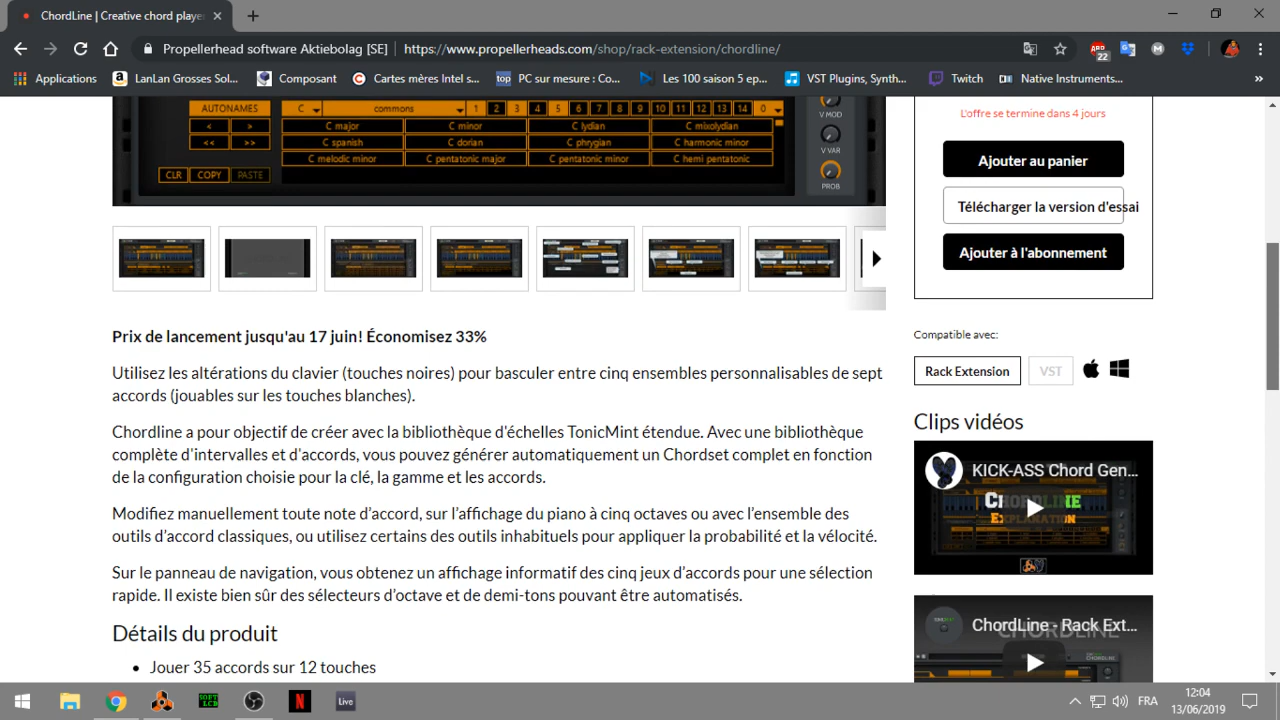 ChordLine | Creative chord playe
Propellerhead software Aktiebolag [SE] | https://www.propellerheads.com/shop/rack-extension/chordline/
22
Applications
LanLan Grosses Sol...
Composant
Cartes mères Intel s...
top PC sur mesure : Co...
Les 100 saison 5 ep...
VST Plugins, Synth...
Twitch
Native Instruments...
»
AUTONAMES C commons 1 2 3 4 5 6 7 8 9 10 11 12 13 14 0
< > C major C minor C lydian C mixolydian
<< >> C spanish C dorian C phrygian C harmonic minor
C melodic minor C pentatonic major C pentatonic minor C hemi pentatonic
CLR COPY PASTE
V MOD
V VAR
PROB
L'offre se termine dans 4 jours
Ajouter au panier
Télécharger la version d'essai
Ajouter à l'abonnement
Prix de lancement jusqu'au 17 juin! Économisez 33%
Utilisez les altérations du clavier (touches noires) pour basculer entre cinq ensembles personnalisables de sept
accords (jouables sur les touches blanches).
Chordline a pour objectif de créer avec la bibliothèque d'échelles TonicMint étendue. Avec une bibliothèque
complète d'intervalles et d'accords, vous pouvez générer automatiquement un Chordset complet en fonction
de la configuration choisie pour la clé, la gamme et les accords.
Modifiez manuellement toute note d'accord, sur l'affichage du piano à cinq octaves ou avec l'ensemble des
outils d'accord classiques, ou utilisez certains des outils inhabituels pour appliquer la probabilité et la vélocité.
Sur le panneau de navigation, vous obtenez un affichage informatif des cinq jeux d'accords pour une sélection
rapide. Il existe bien sûr des sélecteurs d'octave et de demi-tons pouvant être automatisés.
Détails du produit
• Jouer 35 accords sur 12 touches
Compatible avec:
Rack Extension
VST
Clips vidéos
KICK-ASS Chord Gen...
CHORDLINE
EXPLANATION
ChordLine - Rack Ext...
CHORDLINE
SOFT
LCD
N
Live
FRA
12:04
13/06/2019